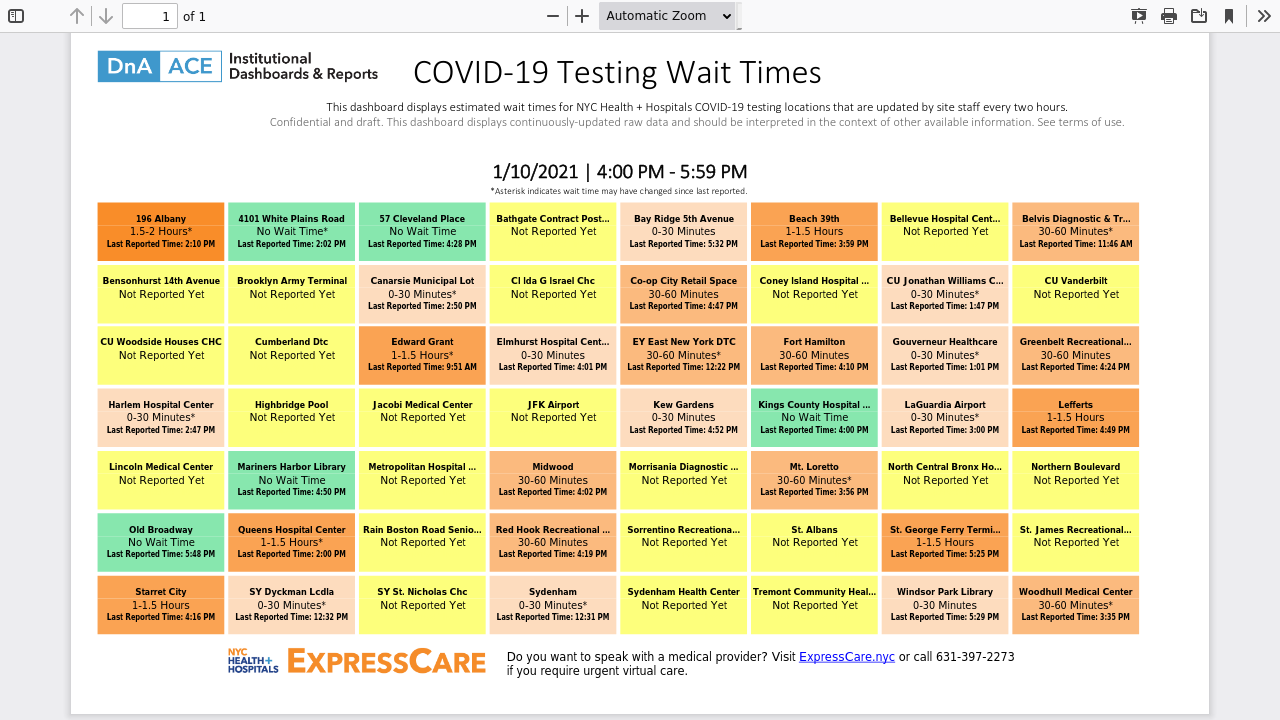 1 of 1
Automatic Zoom
DnA ACE Institutional
Dashboards & Reports
COVID-19 Testing Wait Times
This dashboard displays estimated wait times for NYC Health + Hospitals COVID-19 testing locations that are updated by site staff every two hours.
Confidential and draft. This dashboard displays continuously-updated raw data and should be interpreted in the context of other available information. See terms of use.
1/10/2021 | 4:00 PM - 5:59 PM
*Asterisk indicates wait time may have changed since last reported.
196 Albany
1.5-2 Hours*
Last Reported Time: 2:10 PM
4101 White Plains Road
No Wait Time*
Last Reported Time: 2:02 PM
57 Cleveland Place
No Wait Time
Last Reported Time: 4:28 PM
Bathgate Contract Post...
Not Reported Yet
Bay Ridge 5th Avenue
0-30 Minutes
Last Reported Time: 5:32 PM
Beach 39th
1-1.5 Hours
Last Reported Time: 3:59 PM
Bellevue Hospital Cent...
Not Reported Yet
Belvis Diagnostic & Tr...
30-60 Minutes*
Last Reported Time: 11:46 AM
Bensonhurst 14th Avenue
Not Reported Yet
Brooklyn Army Terminal
Not Reported Yet
Canarsie Municipal Lot
0-30 Minutes*
Last Reported Time: 2:50 PM
Cl Ida G Israel Chc
Not Reported Yet
Co-op City Retail Space
30-60 Minutes
Last Reported Time: 4:47 PM
Coney Island Hospital ...
Not Reported Yet
CU Jonathan Williams C...
0-30 Minutes*
Last Reported Time: 1:47 PM
CU Vanderbilt
Not Reported Yet
CU Woodside Houses CHC
Not Reported Yet
Cumberland Dtc
Not Reported Yet
Edward Grant
1-1.5 Hours*
Last Reported Time: 9:51 AM
Elmhurst Hospital Cent...
0-30 Minutes
Last Reported Time: 4:01 PM
EY East New York DTC
30-60 Minutes*
Last Reported Time: 12:22 PM
Fort Hamilton
30-60 Minutes
Last Reported Time: 4:10 PM
Gouverneur Healthcare
0-30 Minutes*
Last Reported Time: 1:01 PM
Greenbelt Recreational...
30-60 Minutes
Last Reported Time: 4:24 PM
Harlem Hospital Center
0-30 Minutes*
Last Reported Time: 2:47 PM
Highbridge Pool
Not Reported Yet
Jacobi Medical Center
Not Reported Yet
JFK Airport
Not Reported Yet
Kew Gardens
0-30 Minutes
Last Reported Time: 4:52 PM
Kings County Hospital ...
No Wait Time
Last Reported Time: 4:00 PM
LaGuardia Airport
0-30 Minutes*
Last Reported Time: 3:00 PM
Lefferts
1-1.5 Hours
Last Reported Time: 4:49 PM
Lincoln Medical Center
Not Reported Yet
Mariners Harbor Library
No Wait Time
Last Reported Time: 4:50 PM
Metropolitan Hospital ...
Not Reported Yet
Midwood
30-60 Minutes
Last Reported Time: 4:02 PM
Morrisania Diagnostic ...
Not Reported Yet
Mt. Loretto
30-60 Minutes*
Last Reported Time: 3:56 PM
North Central Bronx Ho...
Not Reported Yet
Northern Boulevard
Not Reported Yet
Old Broadway
No Wait Time
Last Reported Time: 5:48 PM
Queens Hospital Center
1-1.5 Hours*
Last Reported Time: 2:00 PM
Rain Boston Road Senio...
Not Reported Yet
Red Hook Recreational ...
30-60 Minutes
Last Reported Time: 4:19 PM
Sorrentino Recreationa...
Not Reported Yet
St. Albans
Not Reported Yet
St. George Ferry Termi...
1-1.5 Hours
Last Reported Time: 5:25 PM
St. James Recreational...
Not Reported Yet
Starret City
1-1.5 Hours
Last Reported Time: 4:16 PM
SY Dyckman Lcdla
0-30 Minutes*
Last Reported Time: 12:32 PM
SY St. Nicholas Chc
Not Reported Yet
Sydenham
0-30 Minutes*
Last Reported Time: 12:31 PM
Sydenham Health Center
Not Reported Yet
Tremont Community Heal...
Not Reported Yet
Windsor Park Library
0-30 Minutes
Last Reported Time: 5:29 PM
Woodhull Medical Center
30-60 Minutes*
Last Reported Time: 3:35 PM
NYC
HEALTH+
HOSPITALS
EXPRESSCARE
Do you want to speak with a medical provider? Visit ExpressCare.nyc or call 631-397-2273
if you require urgent virtual care.